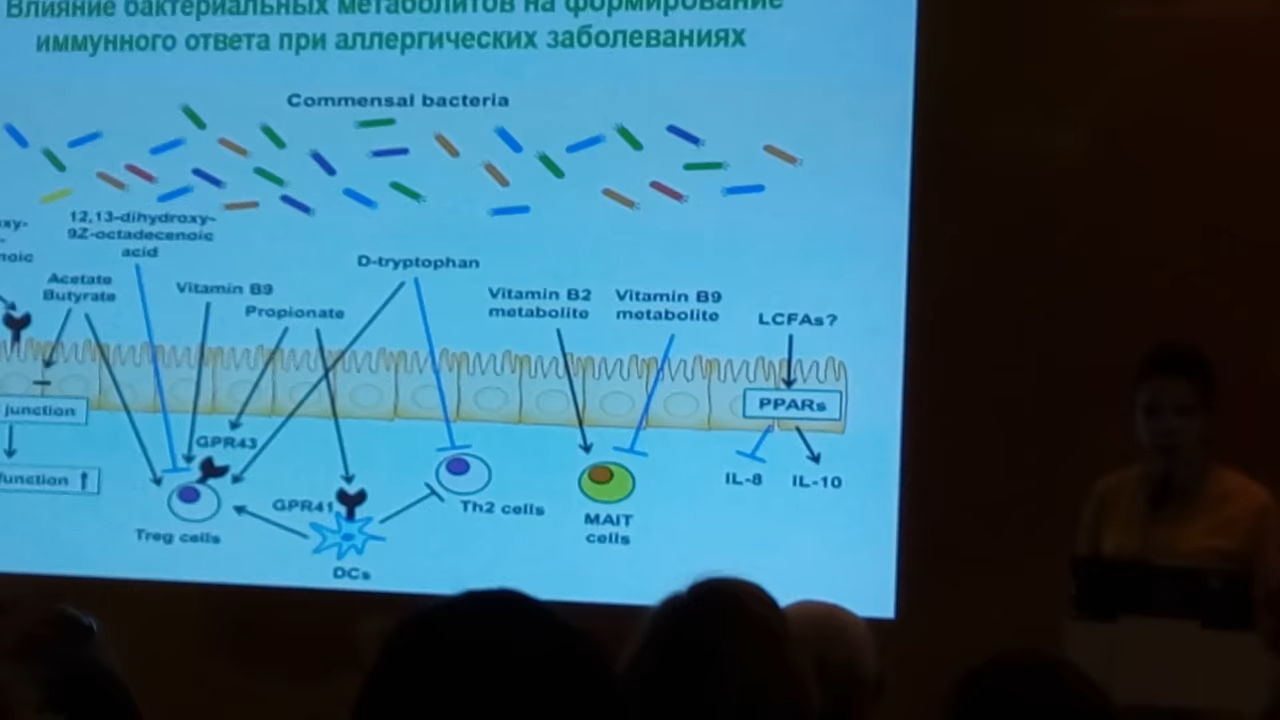 Влияние бактериальных метаболитов на формирование
иммунного ответа при аллергических заболеваниях
Commensal bacteria
12,13-dihydroxy-
9Z-octadecenoic
acid
Acetate
Butyrate
Vitamin B9
Propionate
D-tryptophan
Vitamin B2
metabolite
Vitamin B9
metabolite
LCFAs?
PPARs
junction
GPR43
IL-8
IL-10
GPR41
Th2 cells
MAIT
cells
Treg cells
DCs